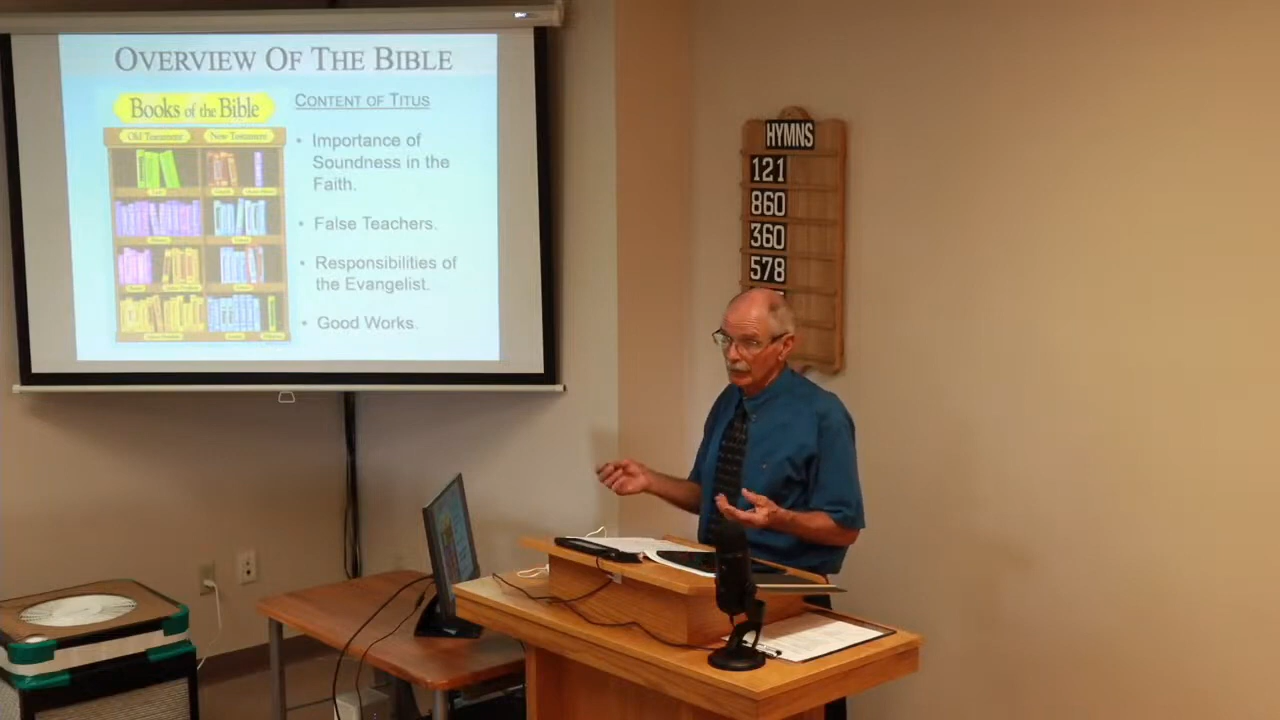 OVERVIEW OF THE BIBLE
Books of the Bible
Old Testament
New Testament
CONTENT OF TITUS
• Importance of
Soundness in the
Faith.
• False Teachers.
• Responsibilities of
the Evangelist.
• Good Works.
HYMNS
121
860
360
578